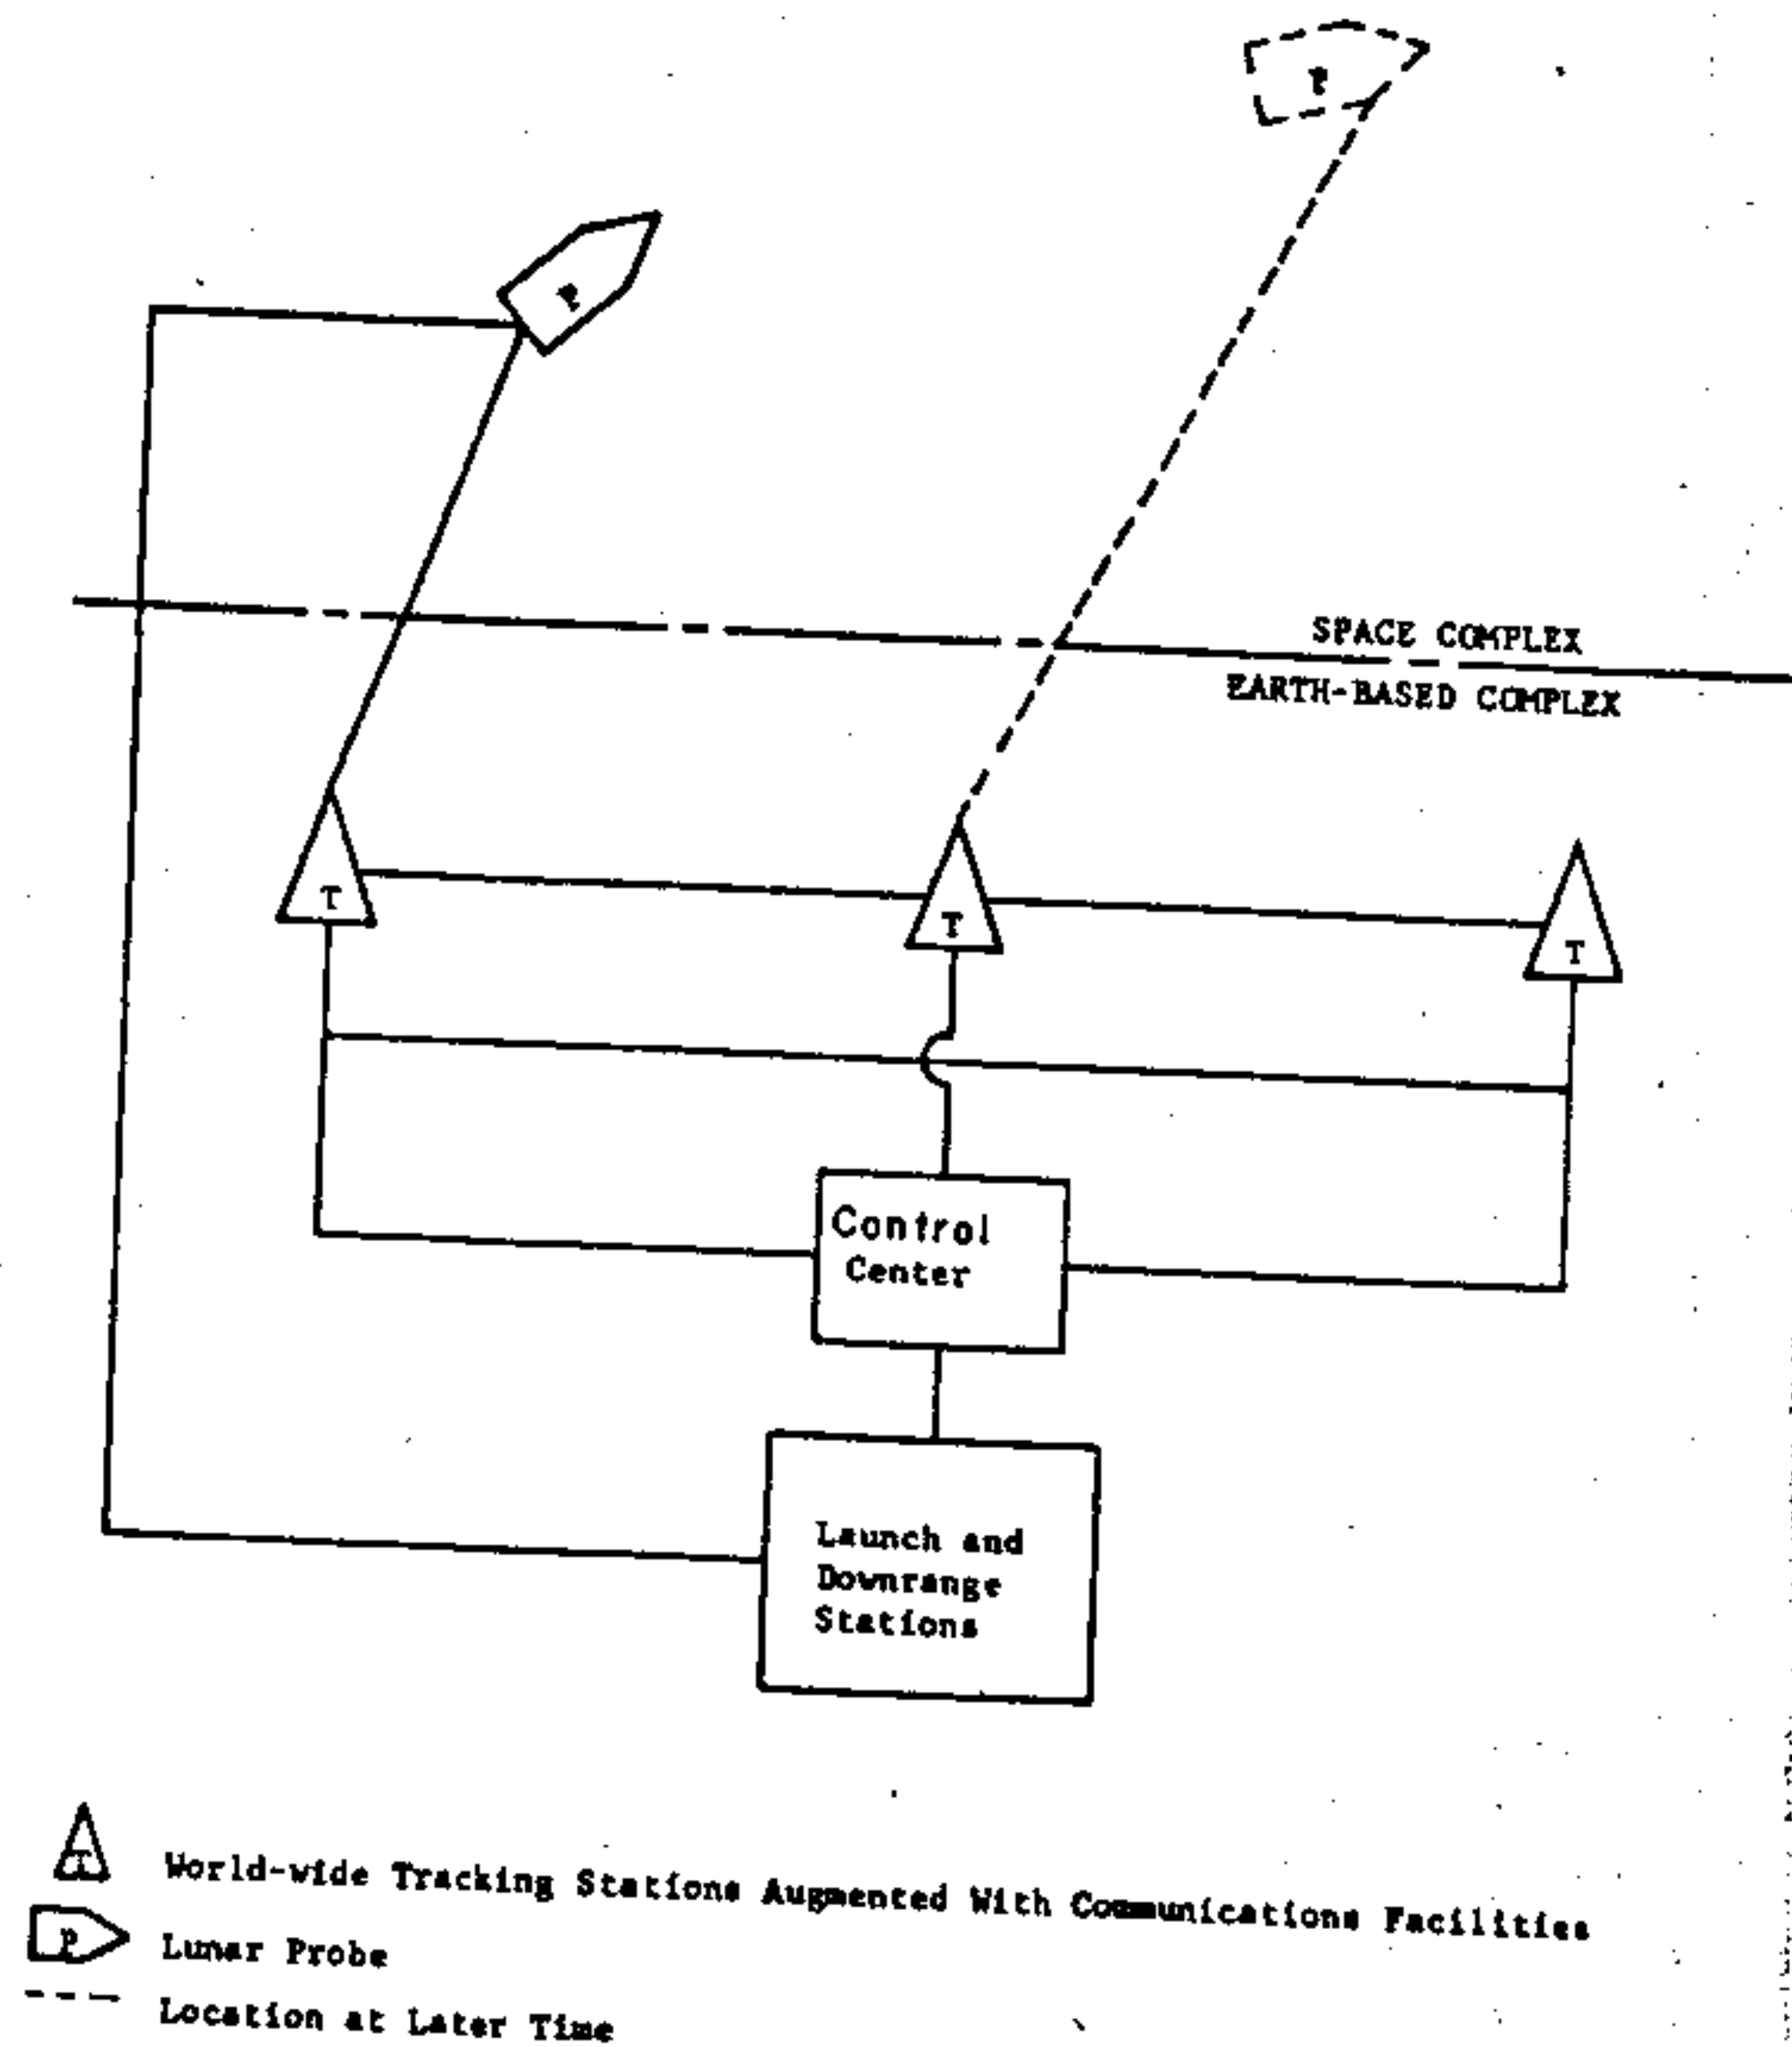 P
P
SPACE COMPLEX
EARTH-BASED COMPLEX
T
T
T
Control
Center
Launch and
Downrange
Stations
T
World-wide Tracking Stations Augmented With Communications Facilities
P
Lunar Probe
Location at Later Time